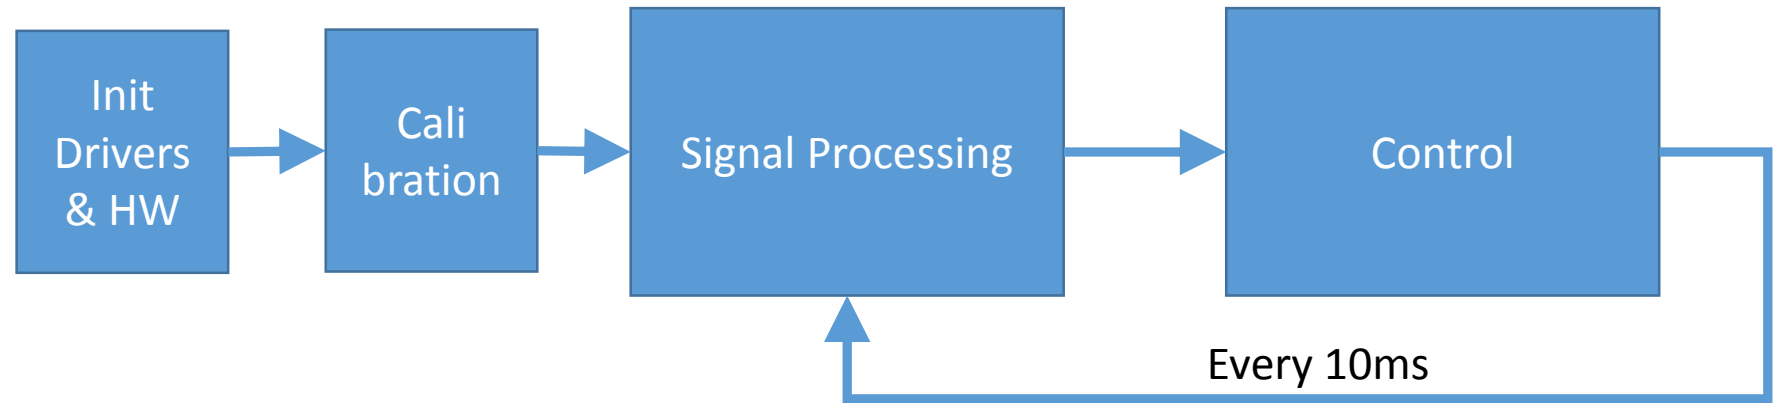 Init
Drivers
& HW
Cali
bration
Signal Processing
Control
Every 10ms